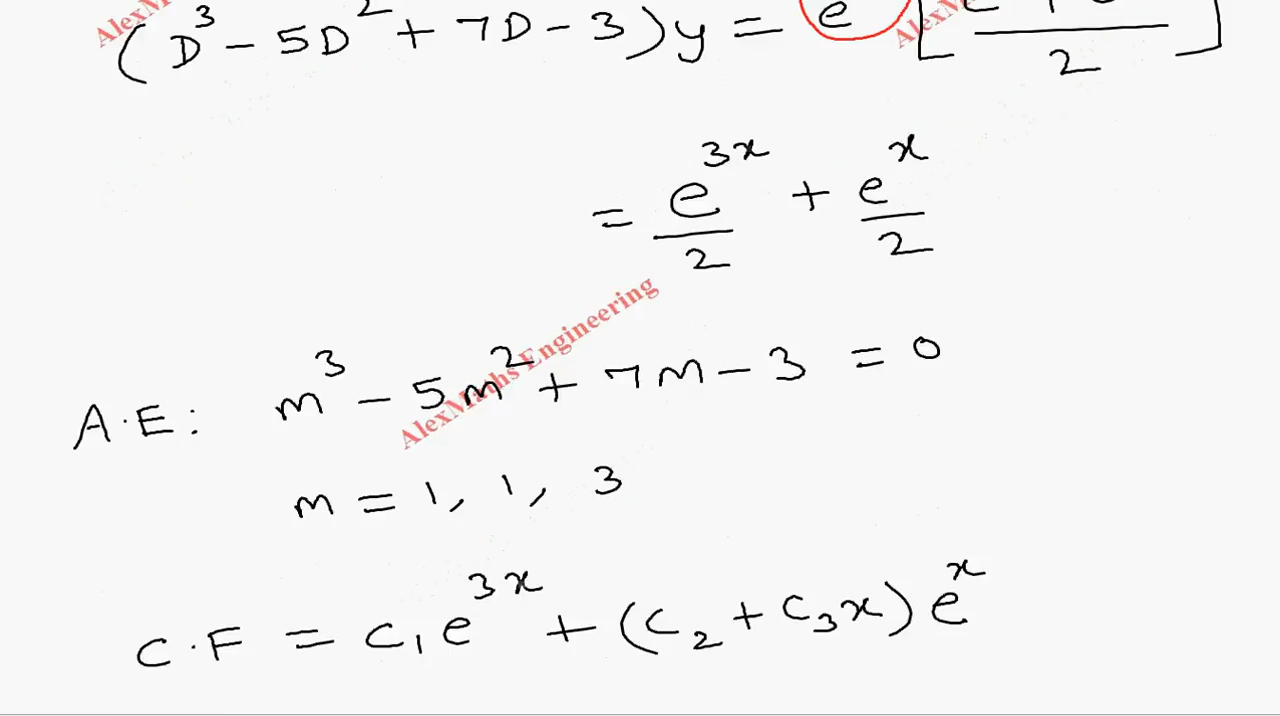 (D³ - 5D² + 7D - 3)y = e [ / 2 ]
= e^{3x}/2 + e^x/2
A.E: m³ - 5m² + 7m - 3 = 0
m = 1, 1, 3
C.F = C₁e^{3x} + (C₂ + C₃x)e^x
AlexMaths Engineering